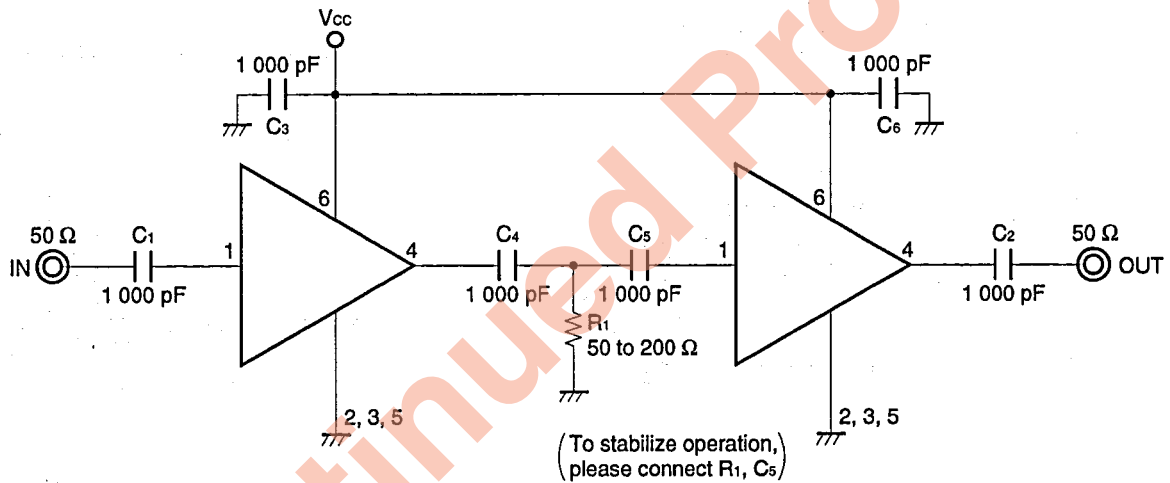 Vcc
1 000 pF
C3
1 000 pF
C6
6
6
50 Ω
IN
C1
1 000 pF
1
4
C4
1 000 pF
C5
1 000 pF
1
4
C2
1 000 pF
50 Ω
OUT
R1
50 to 200 Ω
2, 3, 5
2, 3, 5
(To stabilize operation,
please connect R1, C5)
tinued Pro